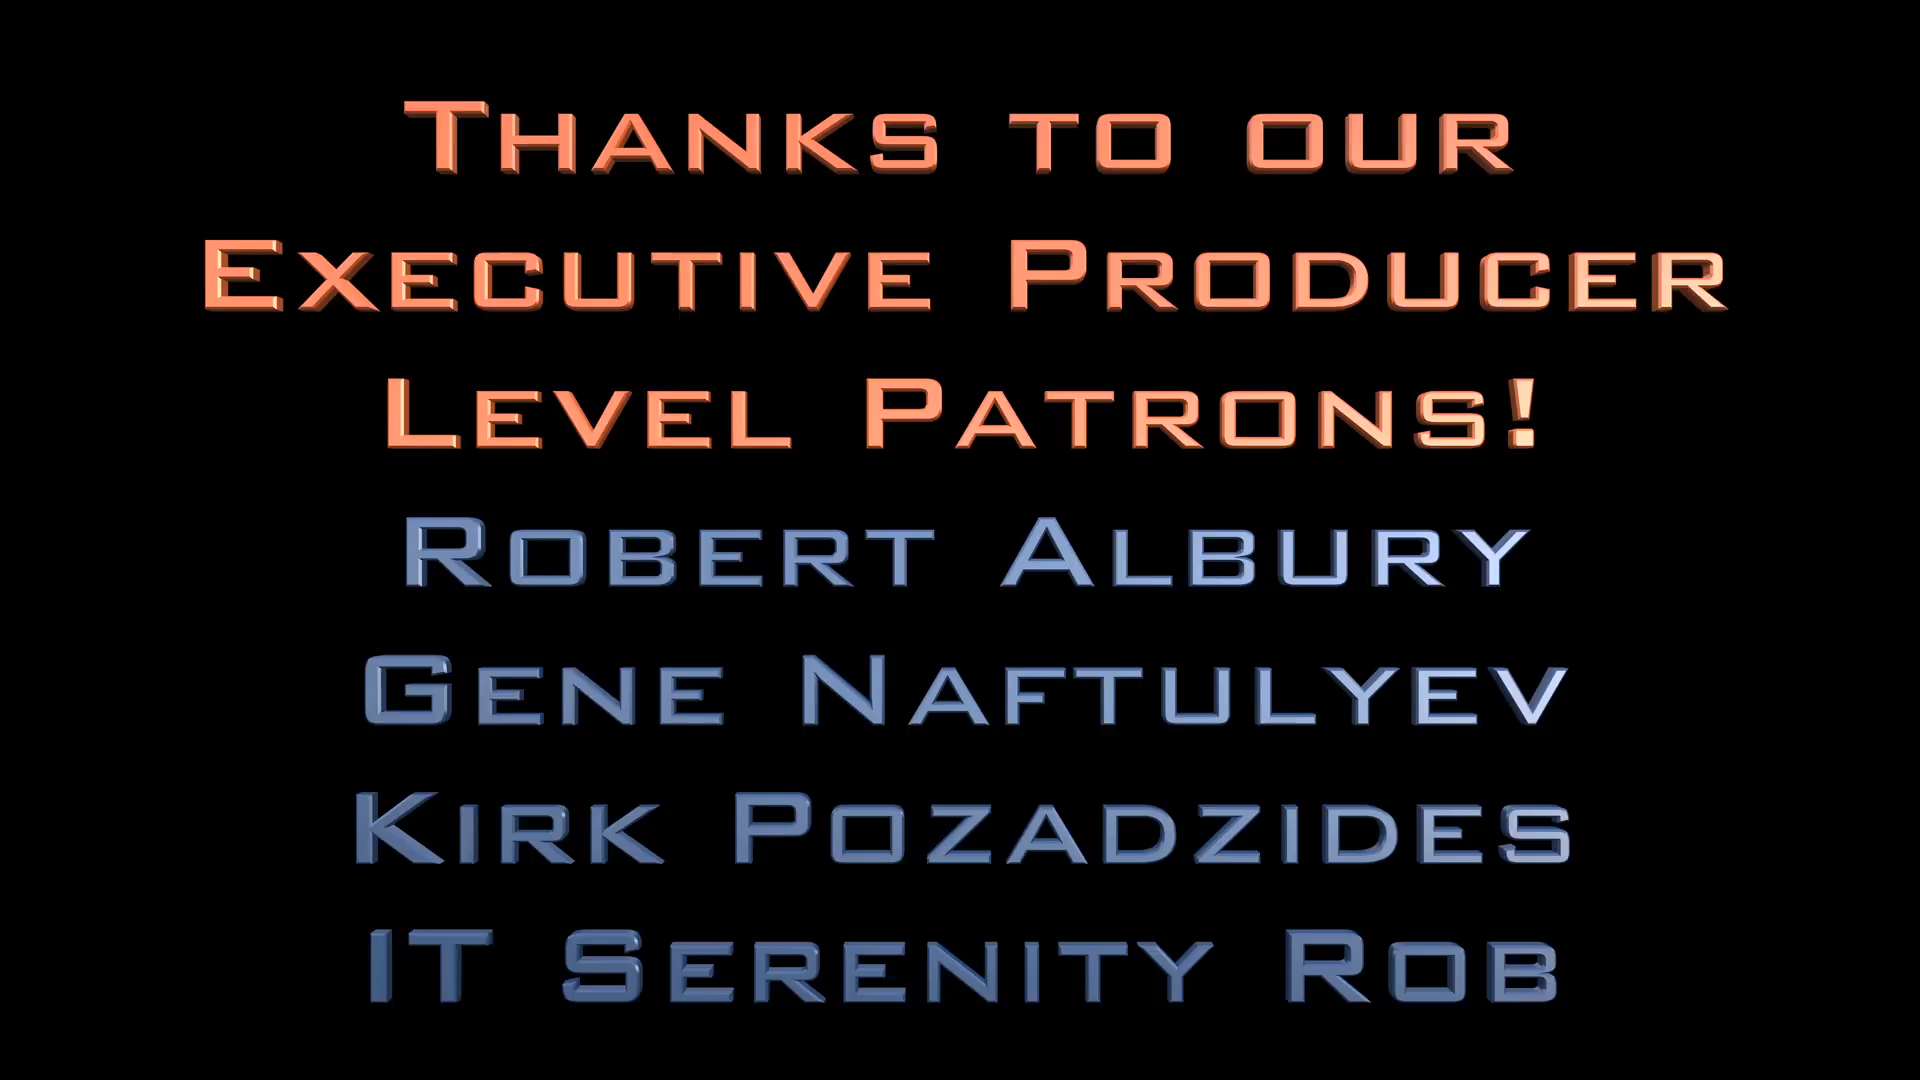 Thanks to our
Executive Producer
Level Patrons!
Robert Albury
Gene Naftulyev
Kirk Pozadzides
IT Serenity Rob